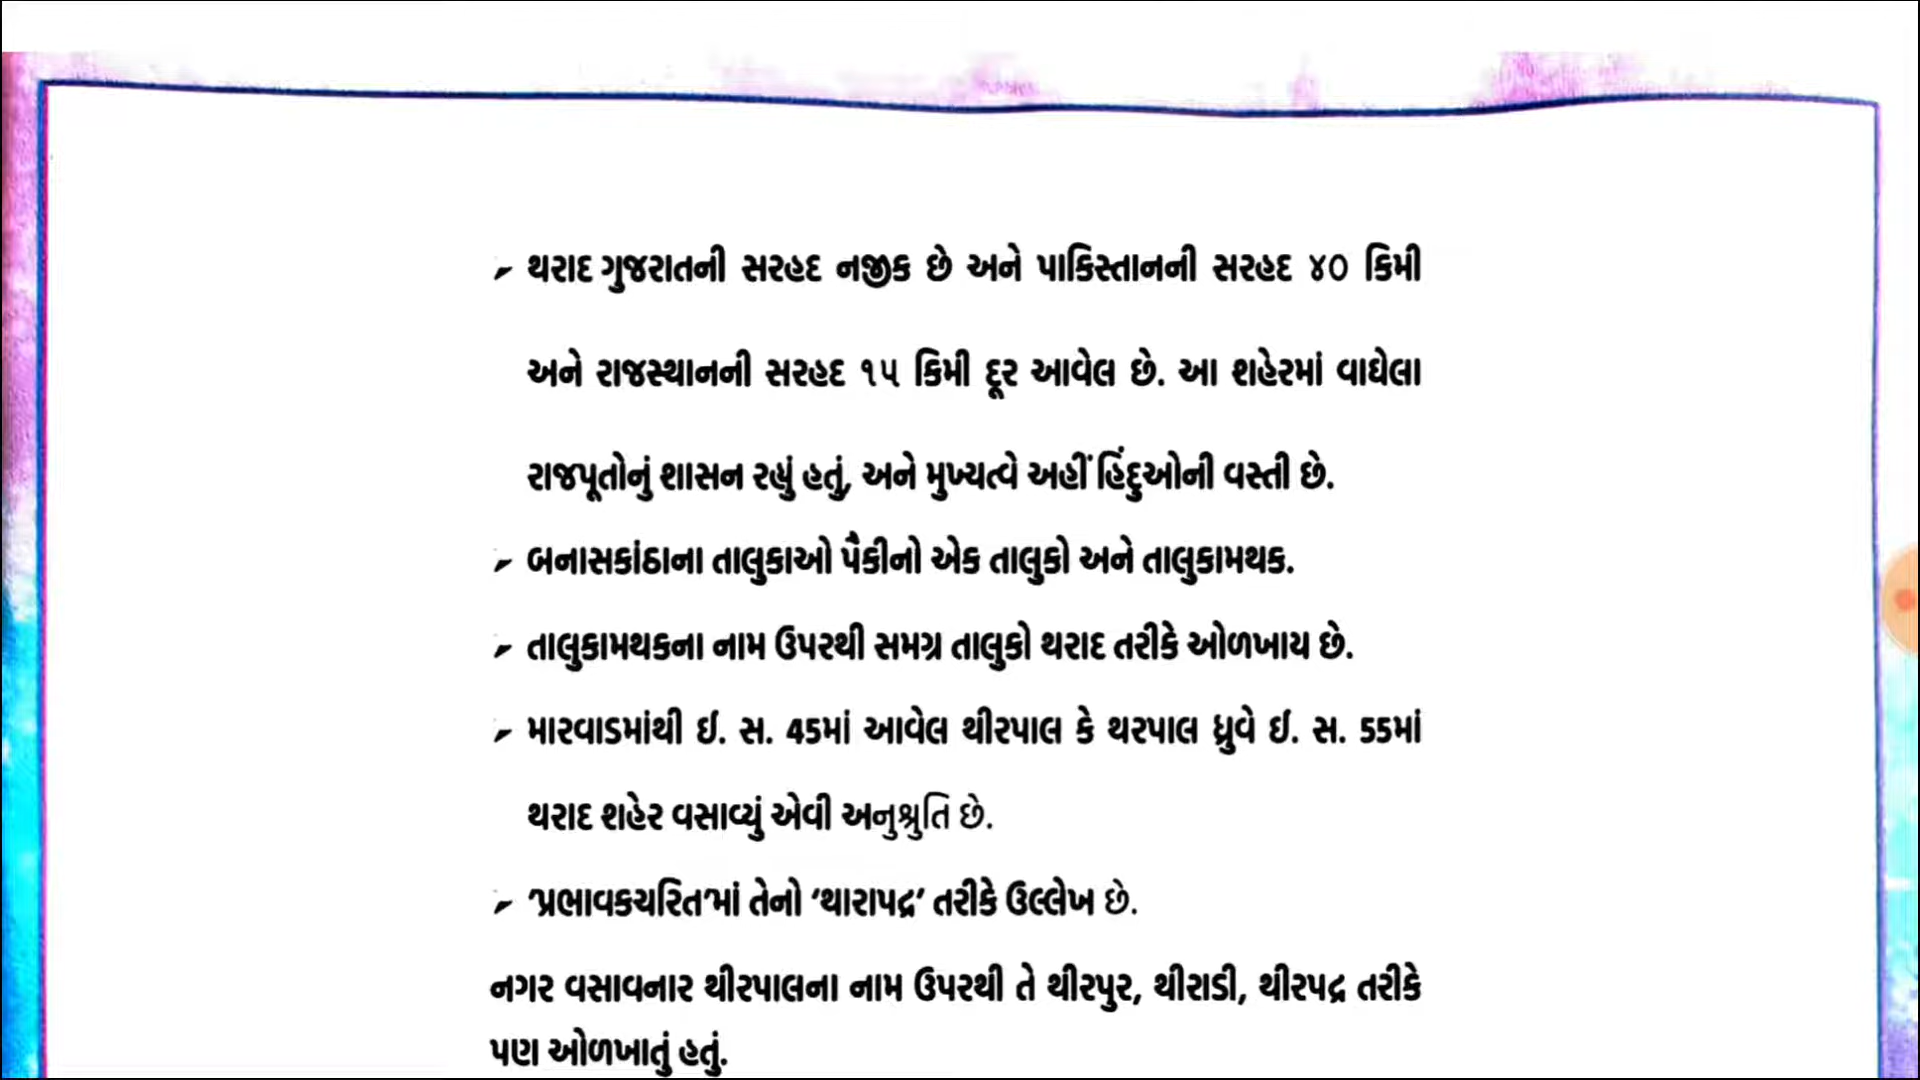 ➢ થરાદ ગુજરાતની સરહદ નજીક છે અને પાકિસ્તાનની સરહદ ૪૦ કિમી
અને રાજસ્થાનની સરહદ ૧૫ કિમી દૂર આવેલ છે. આ શહેરમાં વાઘેલા
રાજપૂતોનું શાસન રહ્યું હતું, અને મુખ્યત્વે અહીં હિંદુઓની વસ્તી છે.
➢ બનાસકાંઠાના તાલુકાઓ પૈકીનો એક તાલુકો અને તાલુકામથક.
➢ તાલુકામથકના નામ ઉપરથી સમગ્ર તાલુકો થરાદ તરીકે ઓળખાય છે.
➢ મારવાડમાંથી ઈ. સ. 45માં આવેલ થીરપાલ કે થરપાલ ધ્રુવે ઈ. સ. 55માં
થરાદ શહેર વસાવ્યું એવી અનુશ્રુતિ છે.
➢ ‘પ્રભાવકચરિત’માં તેનો ‘થારાપદ્ર’ તરીકે ઉલ્લેખ છે.
નગર વસાવનાર થીરપાલના નામ ઉપરથી તે થીરપુર, થીરાડી, થીરપદ્ર તરીકે
પણ ઓળખાતું હતું.